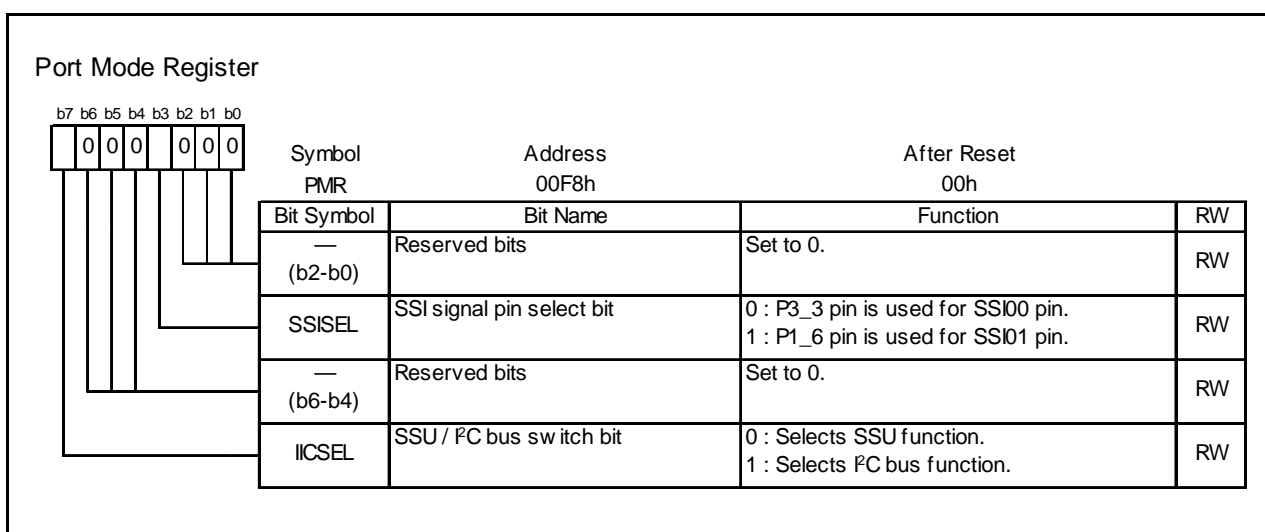 Port Mode Register
b7 b6 b5 b4 b3 b2 b1 b0
0 0 0 0 0 0
Symbol Address After Reset
PMR 00F8h 00h
Bit Symbol Bit Name Function RW
— (b2-b0) Reserved bits Set to 0. RW
SSISEL SSI signal pin select bit 0 : P3_3 pin is used for SSI00 pin. RW
1 : P1_6 pin is used for SSI01 pin.
— (b6-b4) Reserved bits Set to 0. RW
IICSEL SSU / I²C bus switch bit 0 : Selects SSU function. RW
1 : Selects I²C bus function.